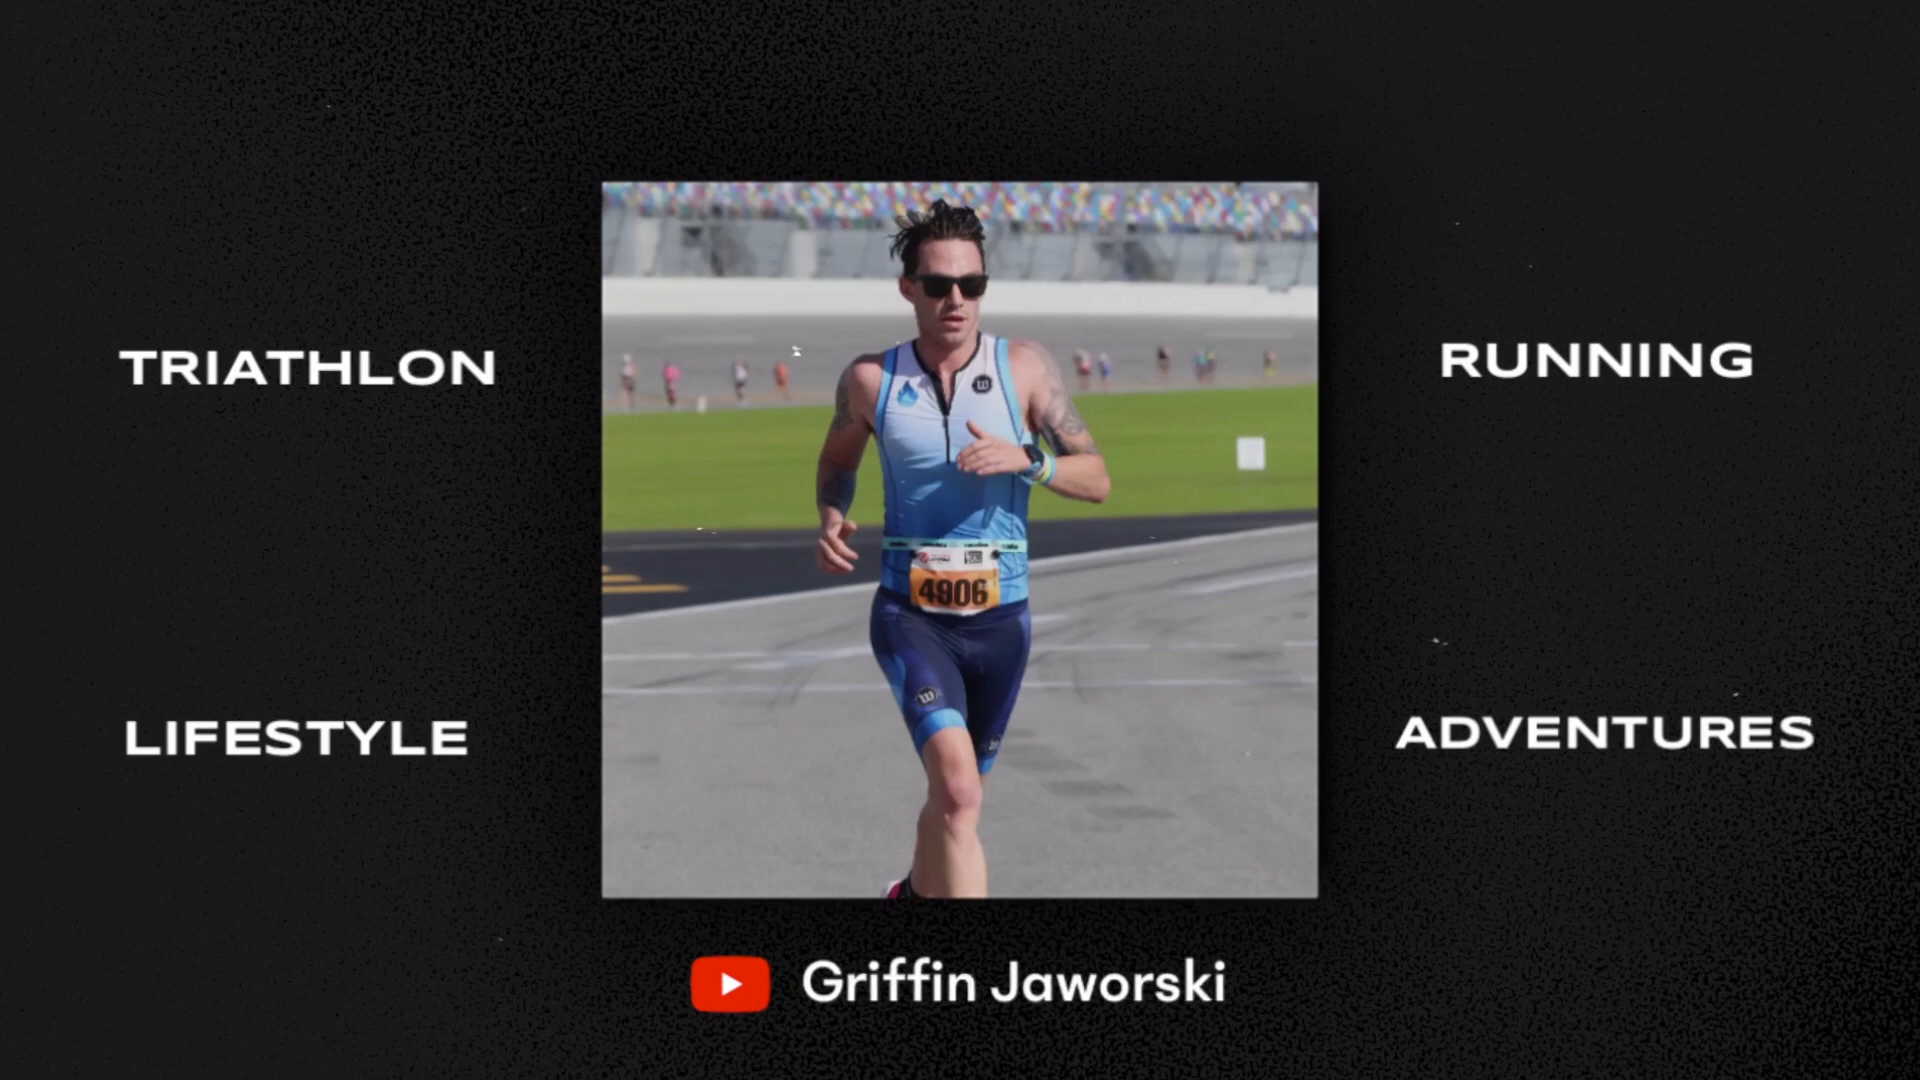 TRIATHLON
RUNNING
4906
LIFESTYLE
ADVENTURES
Griffin Jaworski